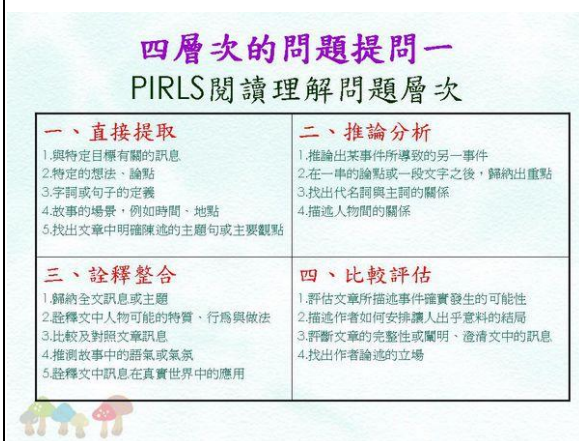 四層次的問題提問一
PIRLS閱讀理解問題層次
一、直接提取
1.與特定目標有關的訊息
2.特定的想法、論點
3.字詞或句子的定義
4.故事的場景，例如時間、地點
5.找出文章中明確陳述的主題句或主要觀點
二、推論分析
1.推論出某事件所導致的另一事件
2.在一串的論點或一段文字之後，歸納出重點
3.找出代名詞與主詞的關係
4.描述人物間的關係
三、詮釋整合
1.歸納全文訊息或主題
2.詮釋文中人物可能的特質、行為與做法
3.比較及對照文章訊息
4.推測故事中的語氣或氣氛
5.詮釋文中訊息在真實世界中的應用
四、比較評估
1.評估文章所描述事件確實發生的可能性
2.描述作者如何安排讓人出乎意料的結局
3.評斷文章的完整性或闡明、澄清文中的訊息
4.找出作者論述的立場